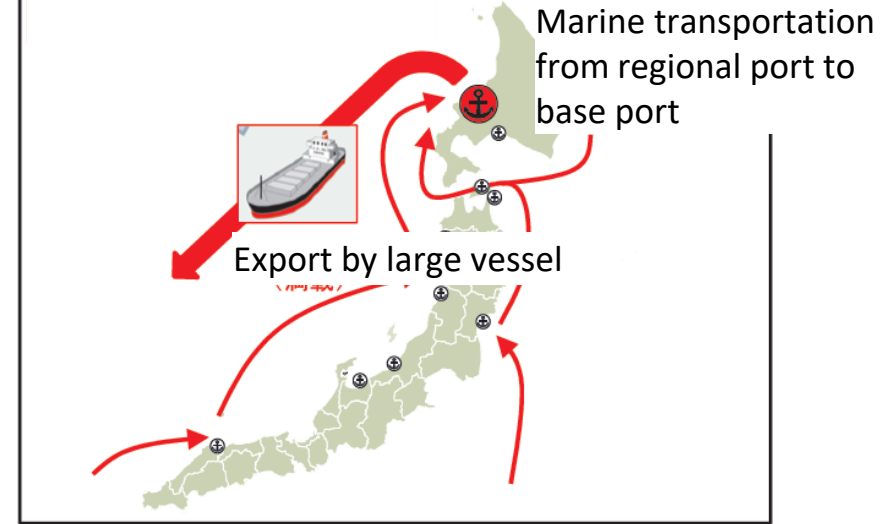 Marine transportation
from regional port to
base port
Export by large vessel